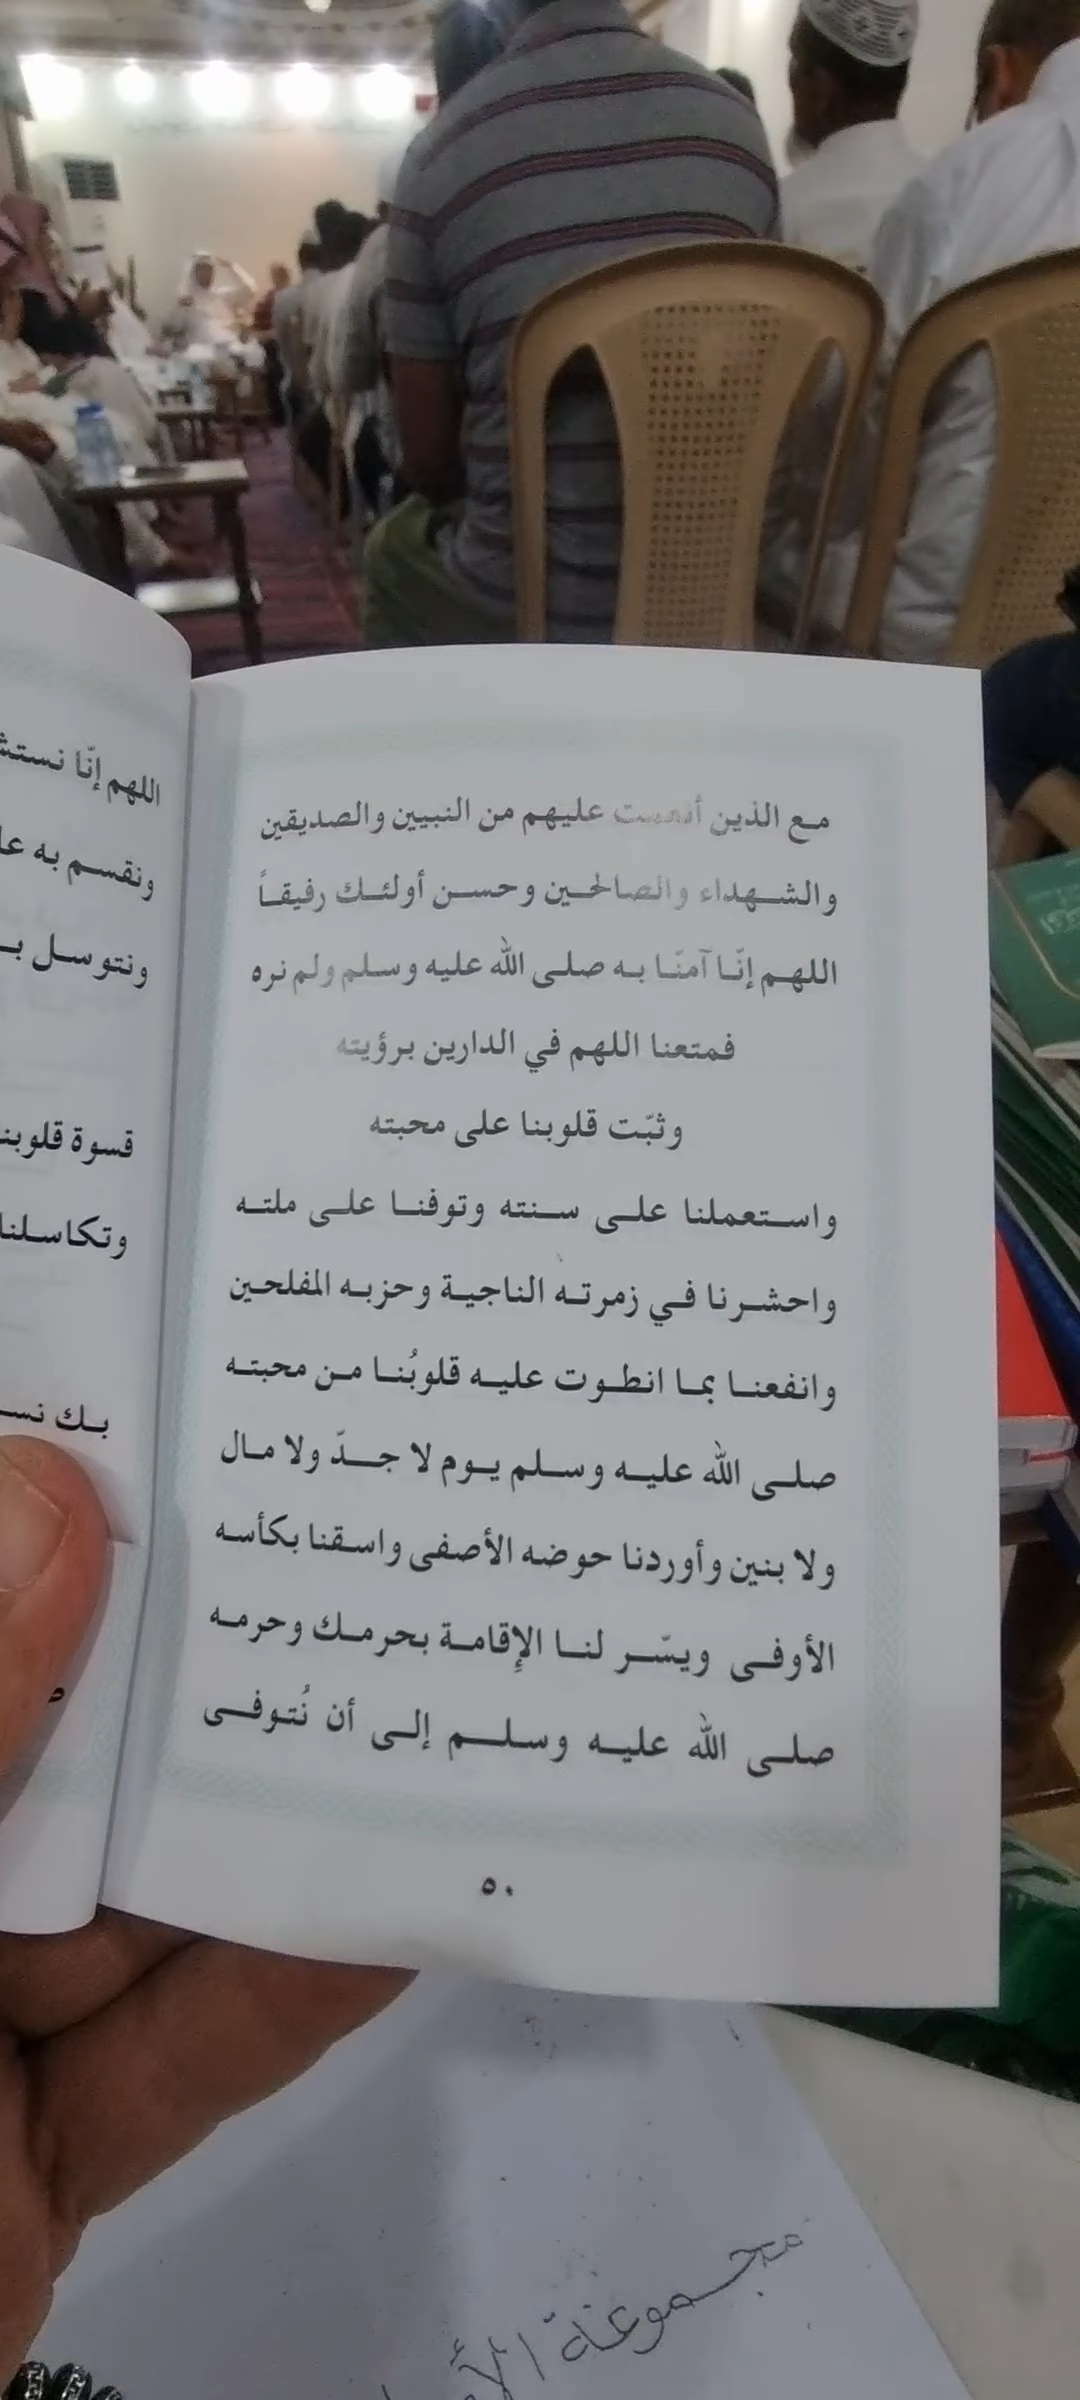 مع الذين أنعمت عليهم من النبيين والصديقين
والشهداء والصالحين وحسن أولئك رفيقاً
اللهم إنّا آمنّا به صلى الله عليه وسلم ولم نره
فمتعنا اللهم في الدارين برؤيته
وثبّت قلوبنا على محبته
واستعملنا على سنته وتوفنا على ملته
واحشرنا في زمرته الناجية وحزبه المفلحين
وانفعنا بما انطوت عليه قلوبُنا من محبته
صلى الله عليه وسلم يوم لا جدّ ولا مال
ولا بنين وأوردنا حوضه الأصفى واسقنا بكأسه
الأوفى ويسّر لنا الإقامة بحرمك وحرمه
صلى الله عليه وسلم إلى أن نُتوفى
٥٠
اللهم إنّا
ونقسم به
ونتوسل
قسوة قلوبنا
وتكاسلنا
بك
مجموعة